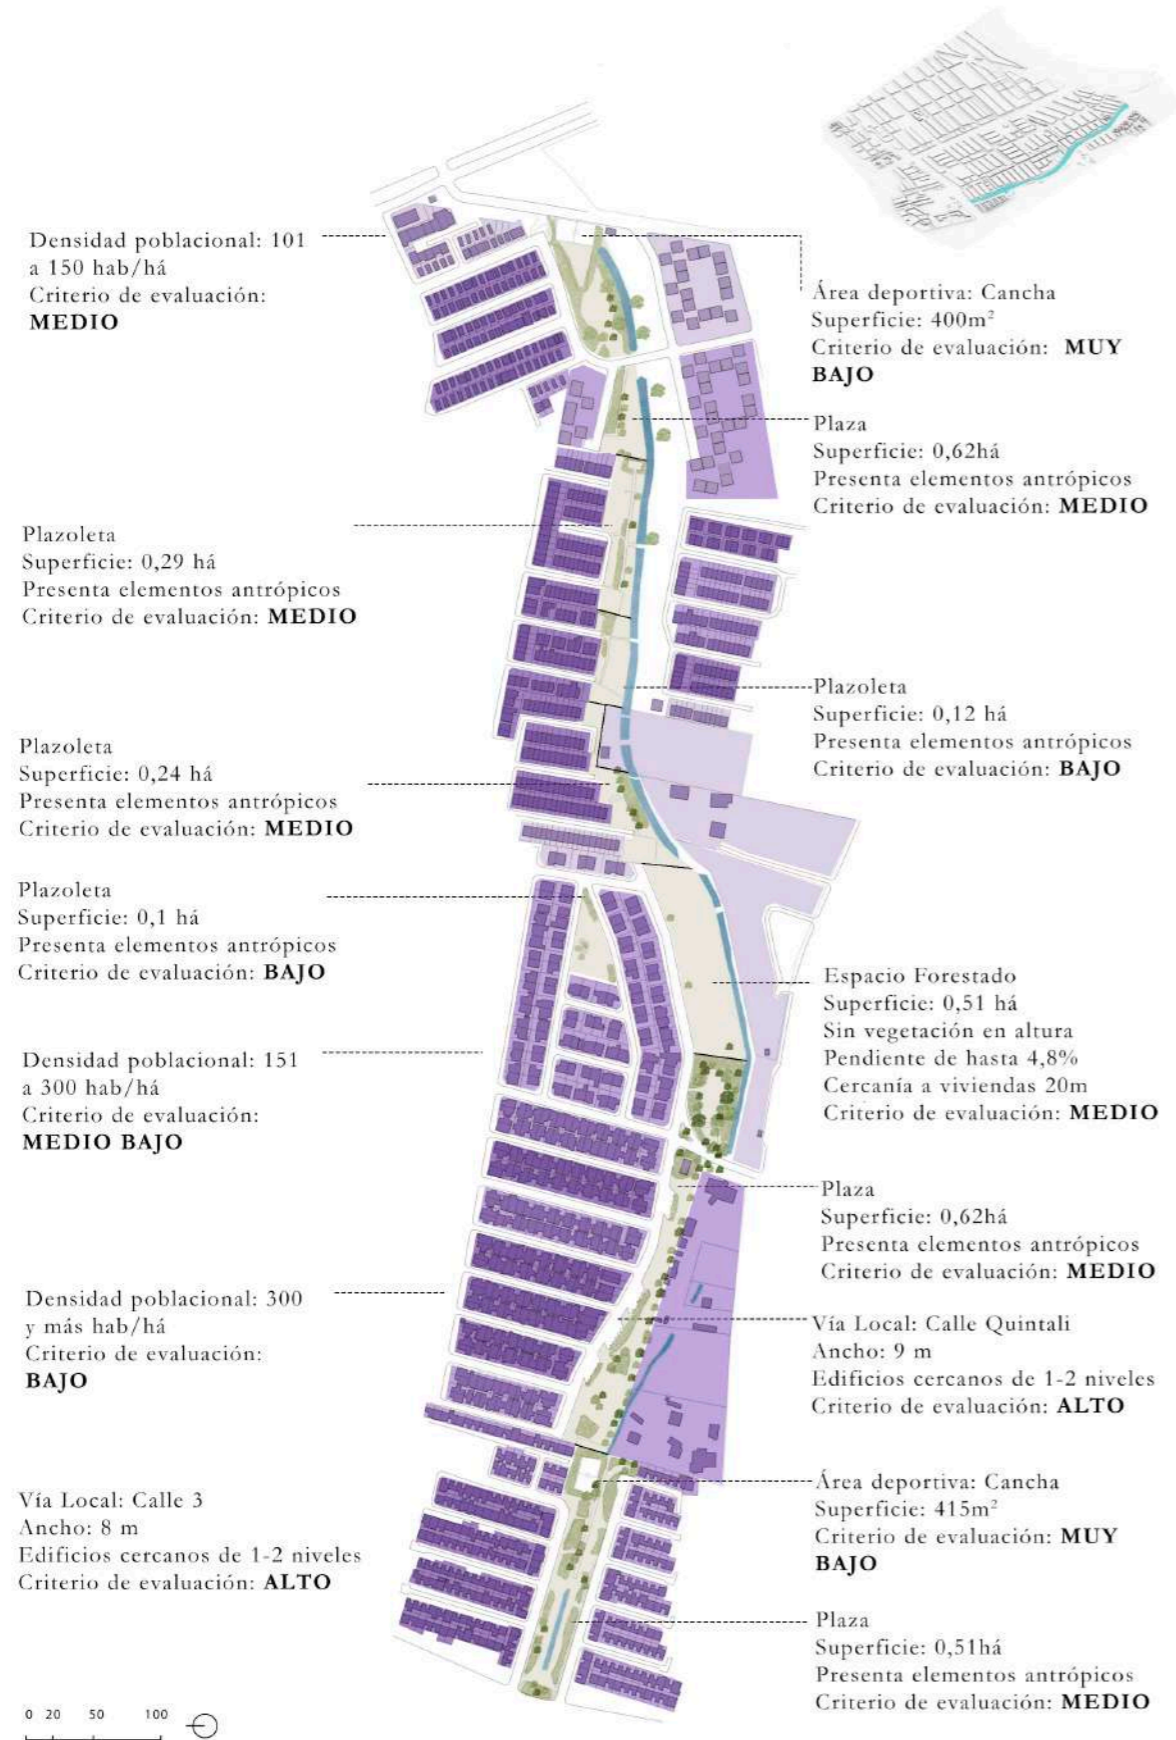 Densidad poblacional: 101
a 150 hab/há
Criterio de evaluación:
MEDIO
Área deportiva: Cancha
Superficie: 400m²
Criterio de evaluación: MUY
BAJO
Plaza
Superficie: 0,62há
Presenta elementos antrópicos
Criterio de evaluación: MEDIO
Plazoleta
Superficie: 0,29 há
Presenta elementos antrópicos
Criterio de evaluación: MEDIO
Plazoleta
Superficie: 0,12 há
Presenta elementos antrópicos
Criterio de evaluación: BAJO
Plazoleta
Superficie: 0,24 há
Presenta elementos antrópicos
Criterio de evaluación: MEDIO
Plazoleta
Superficie: 0,1 há
Presenta elementos antrópicos
Criterio de evaluación: BAJO
Espacio Forestado
Superficie: 0,51 há
Sin vegetación en altura
Pendiente de hasta 4,8%
Cercanía a viviendas 20m
Criterio de evaluación: MEDIO
Densidad poblacional: 151
a 300 hab/há
Criterio de evaluación:
MEDIO BAJO
Plaza
Superficie: 0,62há
Presenta elementos antrópicos
Criterio de evaluación: MEDIO
Densidad poblacional: 300
y más hab/há
Criterio de evaluación:
BAJO
Vía Local: Calle Quintali
Ancho: 9 m
Edificios cercanos de 1-2 niveles
Criterio de evaluación: ALTO
Área deportiva: Cancha
Superficie: 415m²
Criterio de evaluación: MUY
BAJO
Vía Local: Calle 3
Ancho: 8 m
Edificios cercanos de 1-2 niveles
Criterio de evaluación: ALTO
Plaza
Superficie: 0,51há
Presenta elementos antrópicos
Criterio de evaluación: MEDIO
0 20 50 100